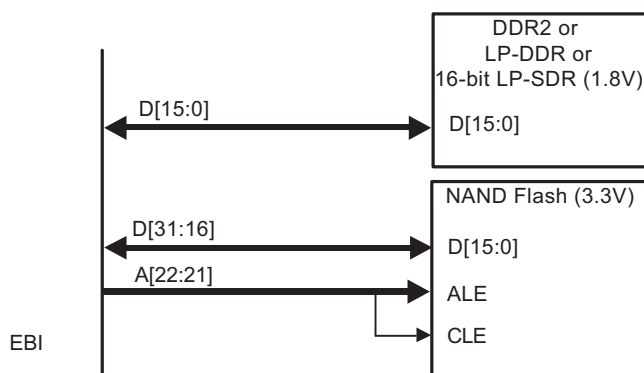 DDR2 or
LP-DDR or
16-bit LP-SDR (1.8V)
D[15:0]
D[15:0]
NAND Flash (3.3V)
D[31:16]
D[15:0]
A[22:21]
ALE
CLE
EBI